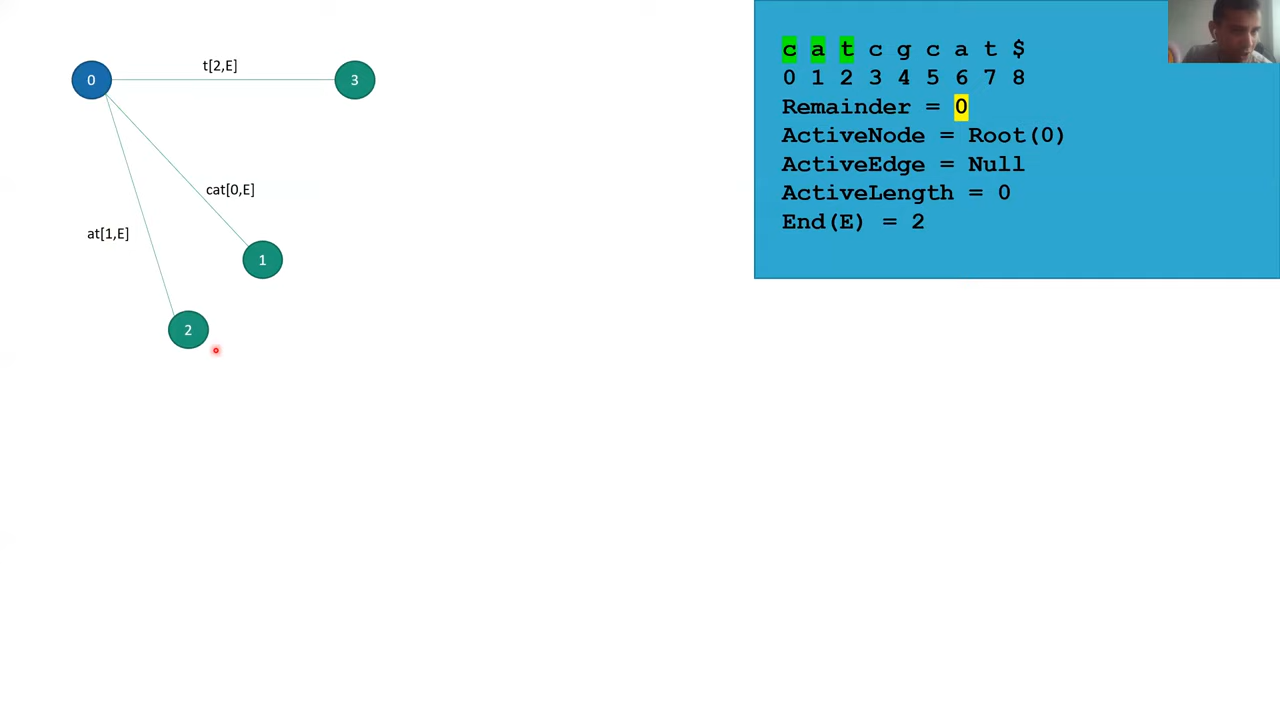 c a t c g c a t $
0 1 2 3 4 5 6 7 8
Remainder = 0
ActiveNode = Root(0)
ActiveEdge = Null
ActiveLength = 0
End(E) = 2
0
t[2,E]
3
cat[0,E]
at[1,E]
1
2